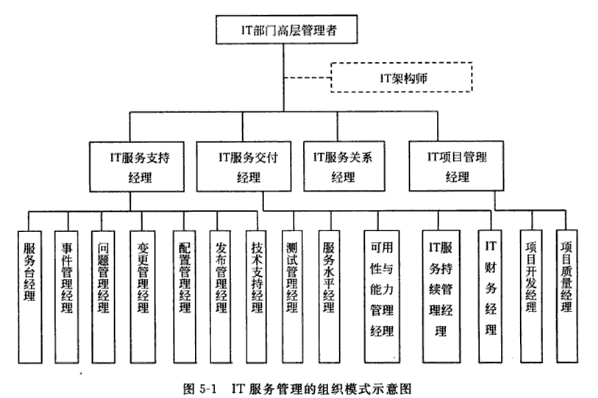 IT部门高层管理者
IT架构师
IT服务支持
经理
IT服务交付
经理
IT服务关系
经理
IT项目管理
经理
服务台经理
事件管理经理
问题管理经理
变更管理经理
配置管理经理
发布管理经理
技术支持经理
测试管理经理
服务水平经理
可用
性与
能力
管理
经理
IT服
务持
续管
理经
理
IT
财
务
经
理
项目开发经理
项目质量经理
图 5-1 IT 服务管理的组织模式示意图